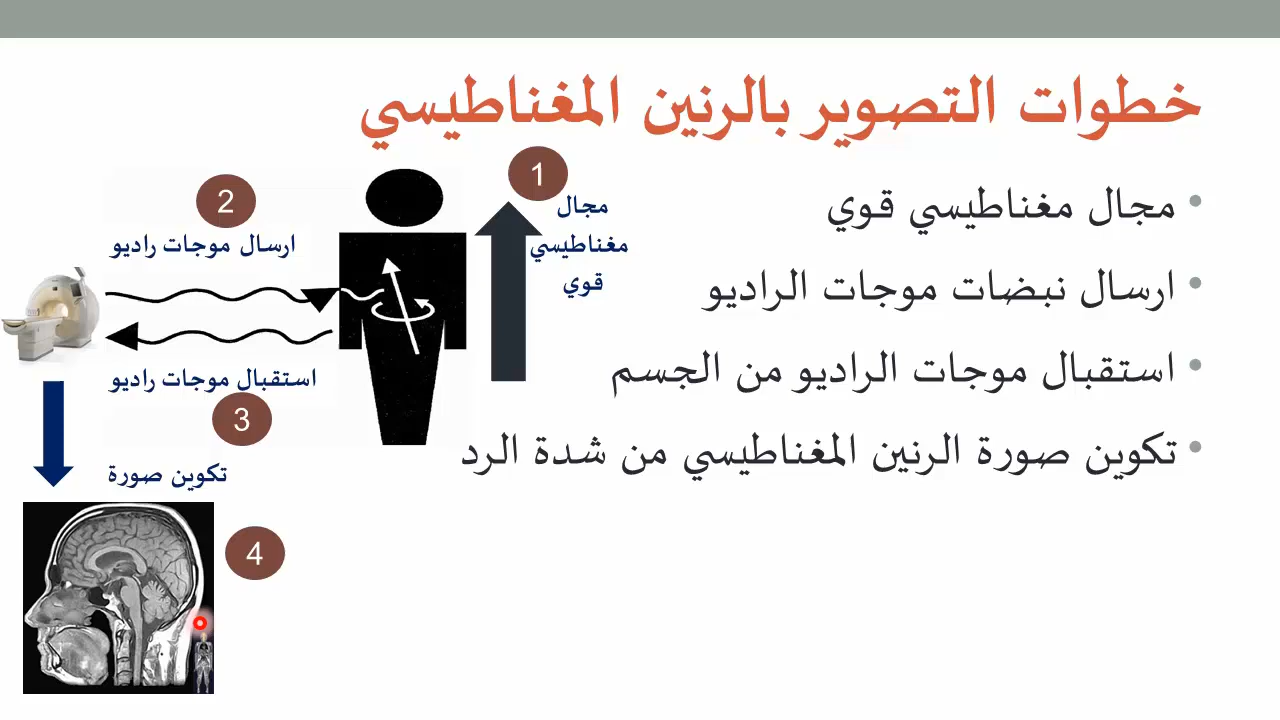 خطوات التصوير بالرنين المغناطيسي
• مجال مغناطيسي قوي
• ارسال نبضات موجات الراديو
• استقبال موجات الراديو من الجسم
• تكوين صورة الرنين المغناطيسي من شدة الرد
1
مجال
مغناطيسي
قوي
2
ارسال موجات راديو
استقبال موجات راديو
3
تكوين صورة
4